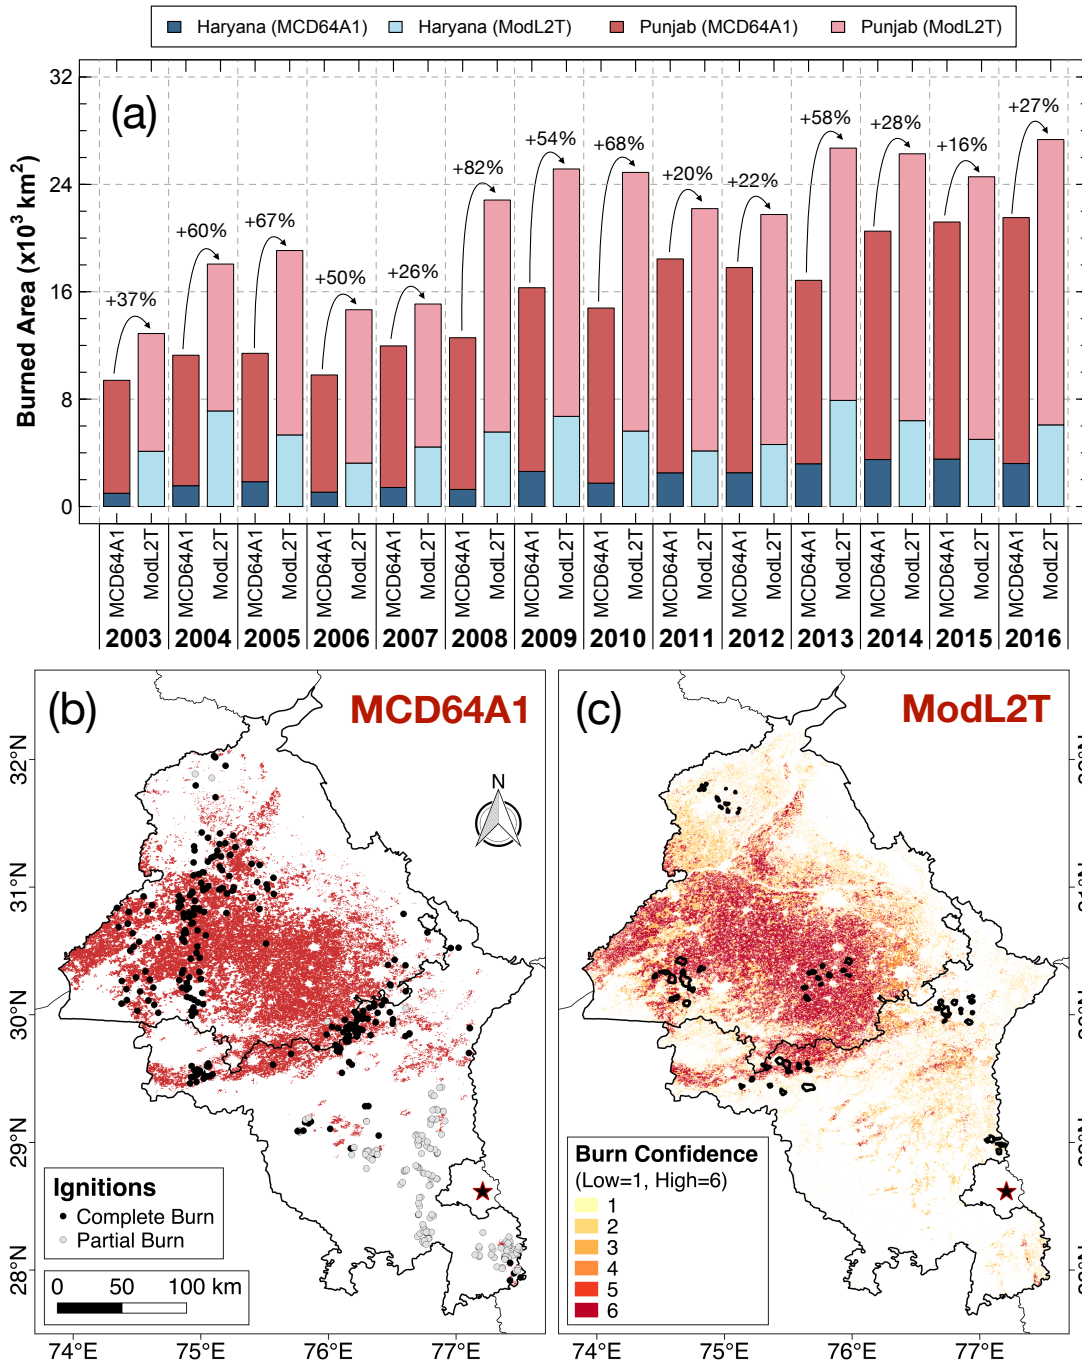 Haryana (MCD64A1) Haryana (ModL2T) Punjab (MCD64A1) Punjab (ModL2T)
(a)
Burned Area (x10³ km²)
32
24
16
8
0
+37% +60% +67% +50% +26% +82% +54% +68% +20% +22% +58% +28% +16% +27%
MCD64A1 ModL2T MCD64A1 ModL2T MCD64A1 ModL2T MCD64A1 ModL2T MCD64A1 ModL2T MCD64A1 ModL2T MCD64A1 ModL2T MCD64A1 ModL2T MCD64A1 ModL2T MCD64A1 ModL2T MCD64A1 ModL2T MCD64A1 ModL2T MCD64A1 ModL2T MCD64A1 ModL2T
2003 2004 2005 2006 2007 2008 2009 2010 2011 2012 2013 2014 2015 2016
(b) MCD64A1
N
32°N
31°N
30°N
29°N
28°N
Ignitions
Complete Burn
Partial Burn
0 50 100 km
74°E 75°E 76°E 77°E
(c) ModL2T
Burn Confidence
(Low=1, High=6)
1
2
3
4
5
6
74°E 75°E 76°E 77°E